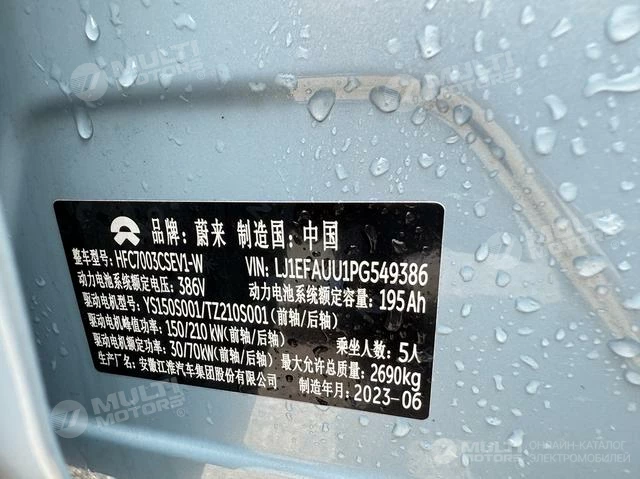 MULTI MOTORS®
MULTI MOTORS®
品牌: 蔚来 制造国: 中国
整车型号: HFC7003CSEV1-W VIN: LJ1EFAUU1PG549386
动力电池系统额定电压: 386V 动力电池系统额定容量: 195Ah
驱动电机型号: YS150S001/TZ210S001 (前轴/后轴)
驱动电机峰值功率: 150/210 kW (前轴/后轴) 乘坐人数: 5人
驱动电机额定功率: 30/70kW (前轴/后轴) 最大允许总质量: 2690kg
生产厂名: 安徽江淮汽车集团股份有限公司 制造年月: 2023-06
MULTI MOTORS®
MULTI MOTORS® ОНЛАЙН-КАТАЛОГ ЭЛЕКТРОМОБИЛЕЙ